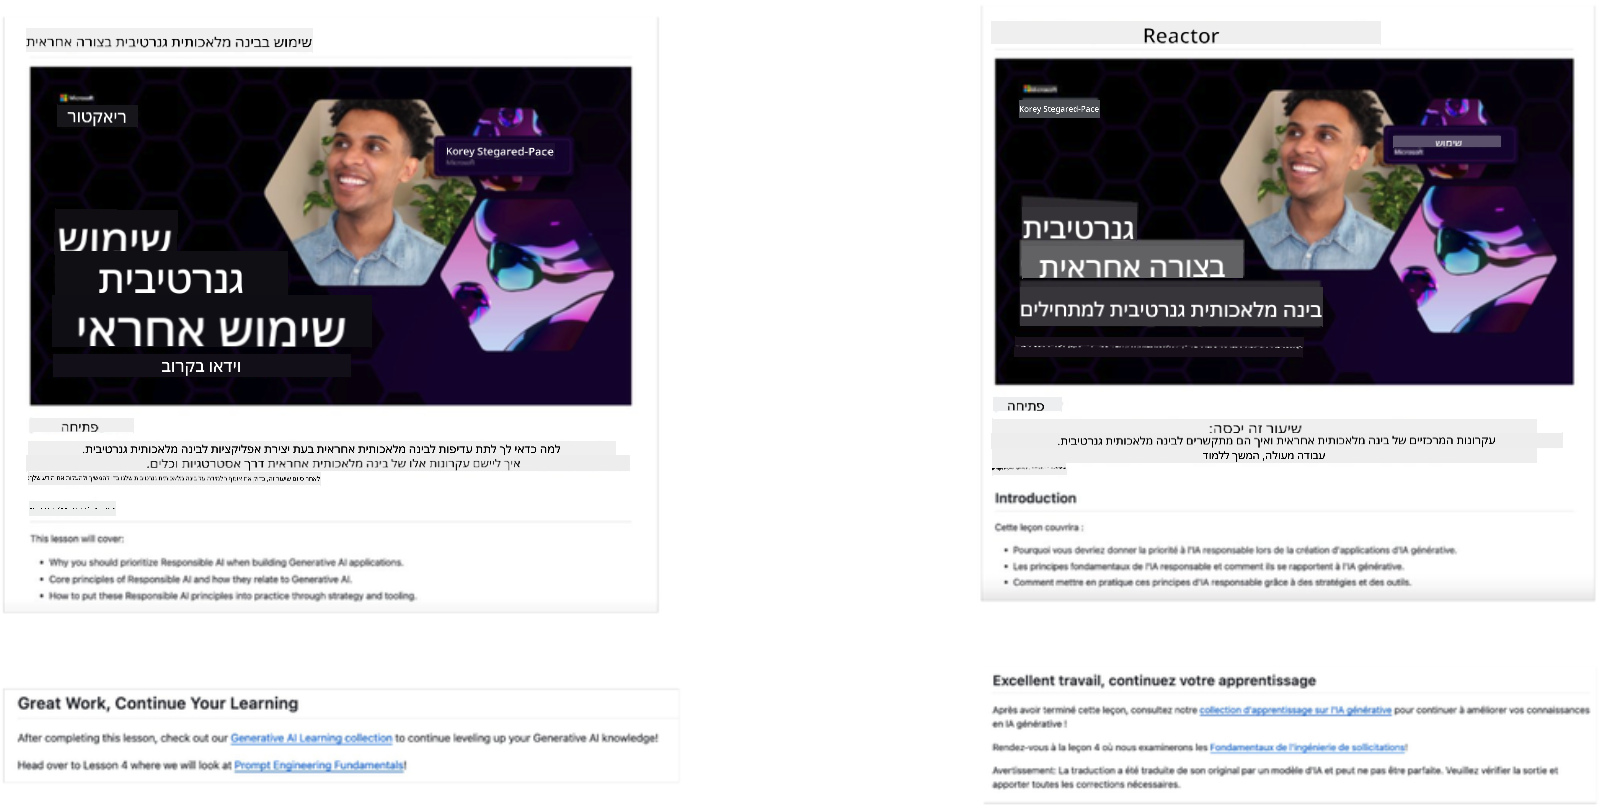 שימוש בבינה מלאכותית גנרטיבית בצורה אחראית
Microsoft
ריאקטור
Korey Stegared-Pace
Microsoft
שימוש
גנרטיבית
שימוש אחראי
וידאו בקרוב
פתיחה
למה כדאי לך לתת עדיפות לבינה מלאכותית אחראית בעת יצירת אפליקציות לבינה מלאכותית גנרטיבית.
איך ליישם עקרונות אלו של בינה מלאכותית אחראית דרך אסטרטגיות וכלים.
This lesson will cover:
• Why you should prioritize Responsible AI when building Generative AI applications.
• Core principles of Responsible AI and how they relate to Generative AI.
• How to put these Responsible AI principles into practice through strategy and tooling.
Great Work, Continue Your Learning
After completing this lesson, check out our Generative AI Learning collection to continue leveling up your Generative AI knowledge!
Head over to Lesson 4 where we will look at Prompt Engineering Fundamentals!
Reactor
Microsoft
Korey Stegared-Pace
שימוש
Microsoft
גנרטיבית
בצורה אחראית
בינה מלאכותית גנרטיבית למתחילים
פתיחה
שיעור זה יכסה:
עקרונות המרכזיים של בינה מלאכותית אחראית ואיך הם מתקשרים לבינה מלאכותית גנרטיבית.
עבודה מעולה, המשך ללמוד
Introduction
Cette leçon couvrira :
• Pourquoi vous devriez donner la priorité à l'IA responsable lors de la création d'applications d'IA générative.
• Les principes fondamentaux de l'IA responsable et comment ils se rapportent à l'IA générative.
• Comment mettre en pratique ces principes d'IA responsable grâce à des stratégies et des outils.
Excellent travail, continuez votre apprentissage
Après avoir terminé cette leçon, consultez notre collection d'apprentissage sur l'IA générative pour continuer à améliorer vos connaissances
en IA générative !
Rendez-vous à la leçon 4 où nous examinerons les Fondamentaux de l'ingénierie de sollicitations!
Avertissement: La traduction a été traduite de son original par un modèle d'IA et peut ne pas être parfaite. Veuillez vérifier la sortie et
apporter toutes les corrections nécessaires.